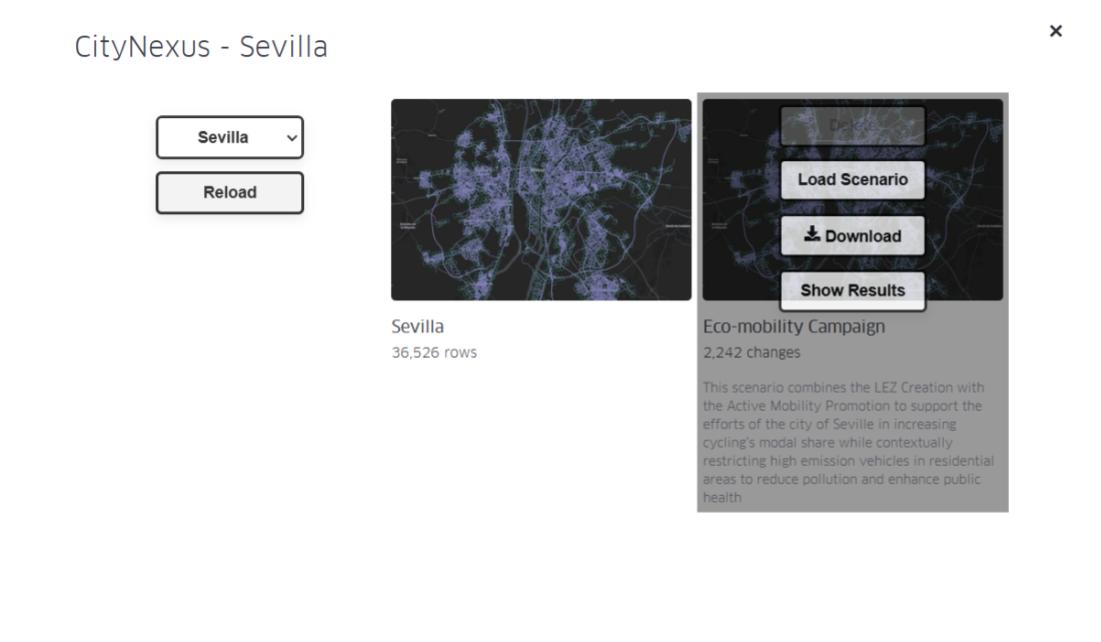 CityNexus - Sevilla
Sevilla
Reload
Delete
Load Scenario
Download
Show Results
Sevilla
36,526 rows
Eco-mobility Campaign
2,242 changes
This scenario combines the LEZ Creation with
the Active Mobility Promotion to support the
efforts of the city of Seville in increasing
cycling's modal share while contextually
restricting high emission vehicles in residential
areas to reduce pollution and enhance public
health